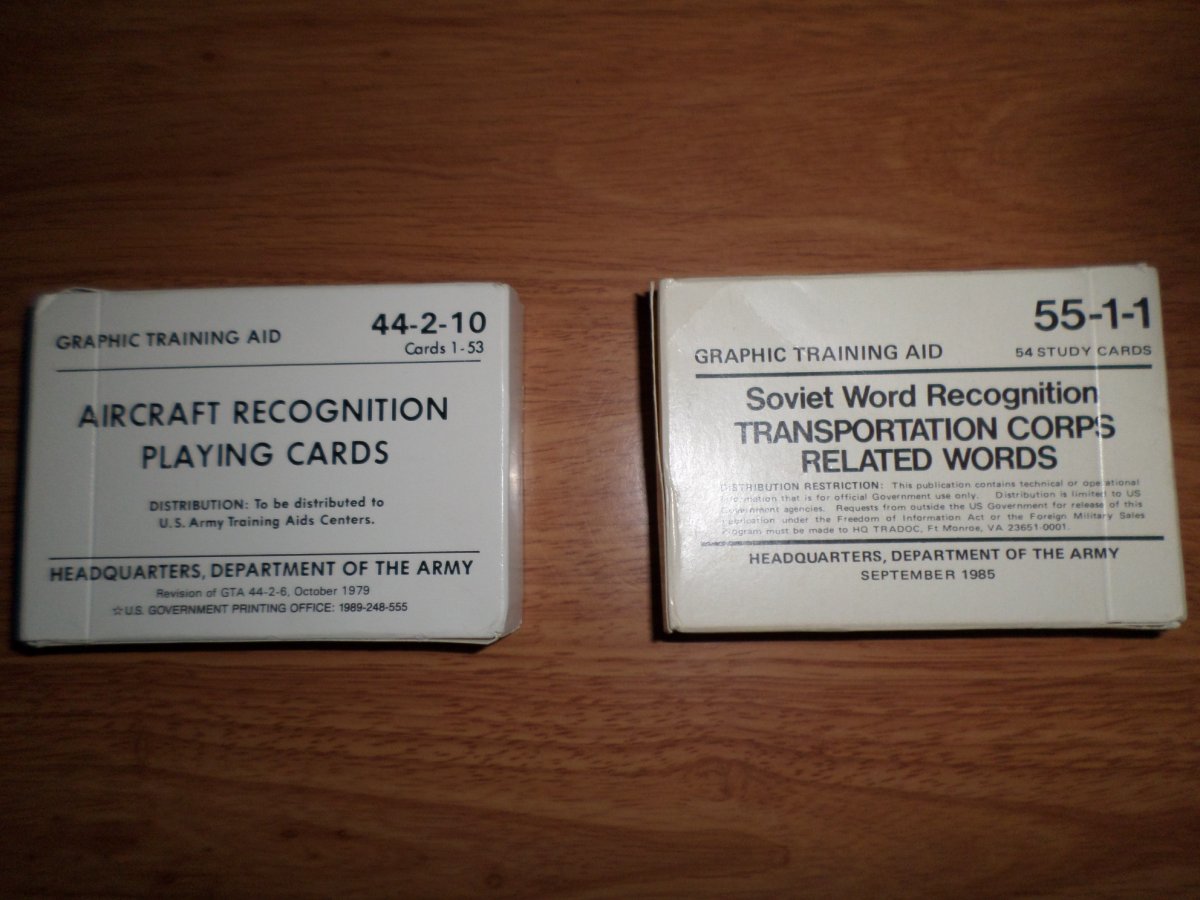 GRAPHIC TRAINING AID
44-2-10
Cards 1-53
AIRCRAFT RECOGNITION
PLAYING CARDS
DISTRIBUTION: To be distributed to
U.S. Army Training Aids Centers.
HEADQUARTERS, DEPARTMENT OF THE ARMY
Revision of GTA 44-2-6, October 1979
☆U.S. GOVERNMENT PRINTING OFFICE: 1989-248-555
55-1-1
GRAPHIC TRAINING AID
54 STUDY CARDS
Soviet Word Recognition
TRANSPORTATION CORPS
RELATED WORDS
DISTRIBUTION RESTRICTION: This publication contains technical or operational
information that is for official Government use only. Distribution is limited to US
Government agencies. Requests from outside the US Government for release of this
publication under the Freedom of Information Act or the Foreign Military Sales
Program must be made to HQ TRADOC, Ft Monroe, VA 23651-0001.
HEADQUARTERS, DEPARTMENT OF THE ARMY
SEPTEMBER 1985